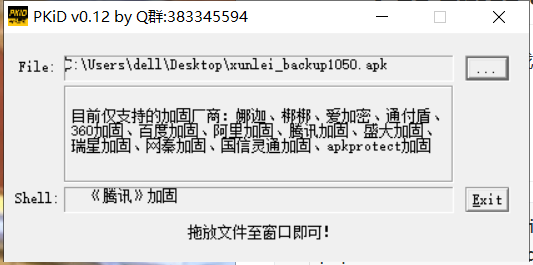 PKiD v0.12 by Q群:383345594
File: C:\Users\dell\Desktop\xunlei_backup1050.apk ...
目前仅支持的加固厂商：娜迦、梆梆、爱加密、通付盾、
360加固、百度加固、阿里加固、腾讯加固、盛大加固、
瑞星加固、网秦加固、国信灵通加固、apkprotect加固
Shell: 《腾讯》加固 Exit
拖放文件至窗口即可!